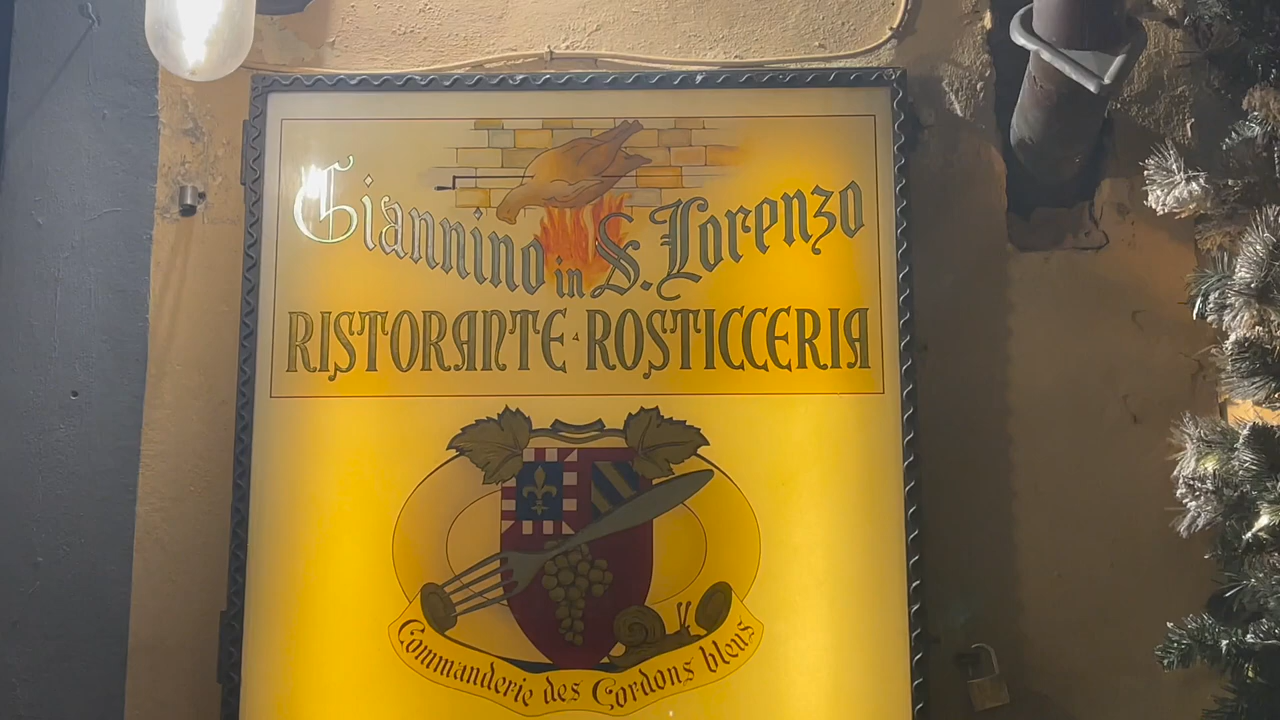 Giannino in S. Lorenzo
RISTORANTE · ROSTICCERIA
Commanderie des Cordons bleus